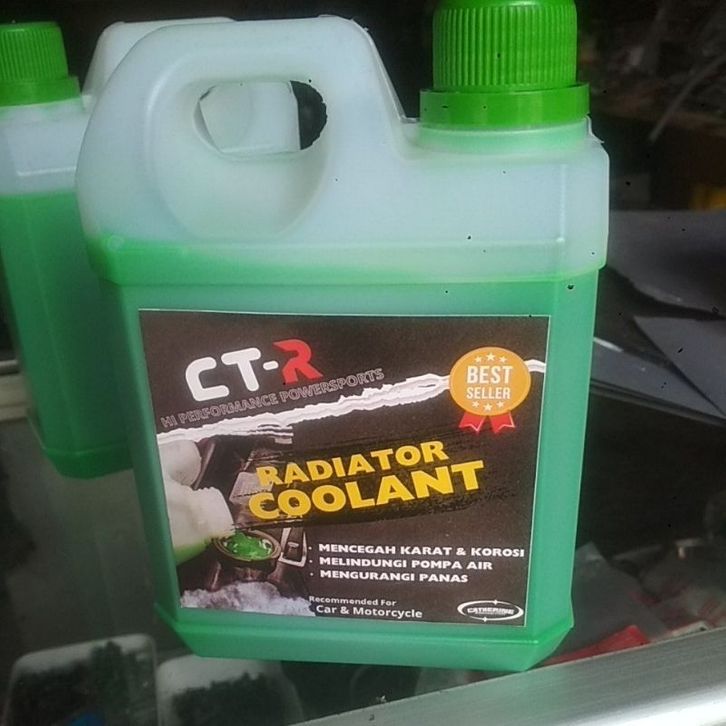 CT-R
HI PERFORMANCE POWERSPORTS
BEST
SELLER
RADIATOR
COOLANT
· MENCEGAH KARAT & KOROSI
· MELINDUNGI POMPA AIR
· MENGURANGI PANAS
Recommended For
Car & Motorcycle
CATHERINE